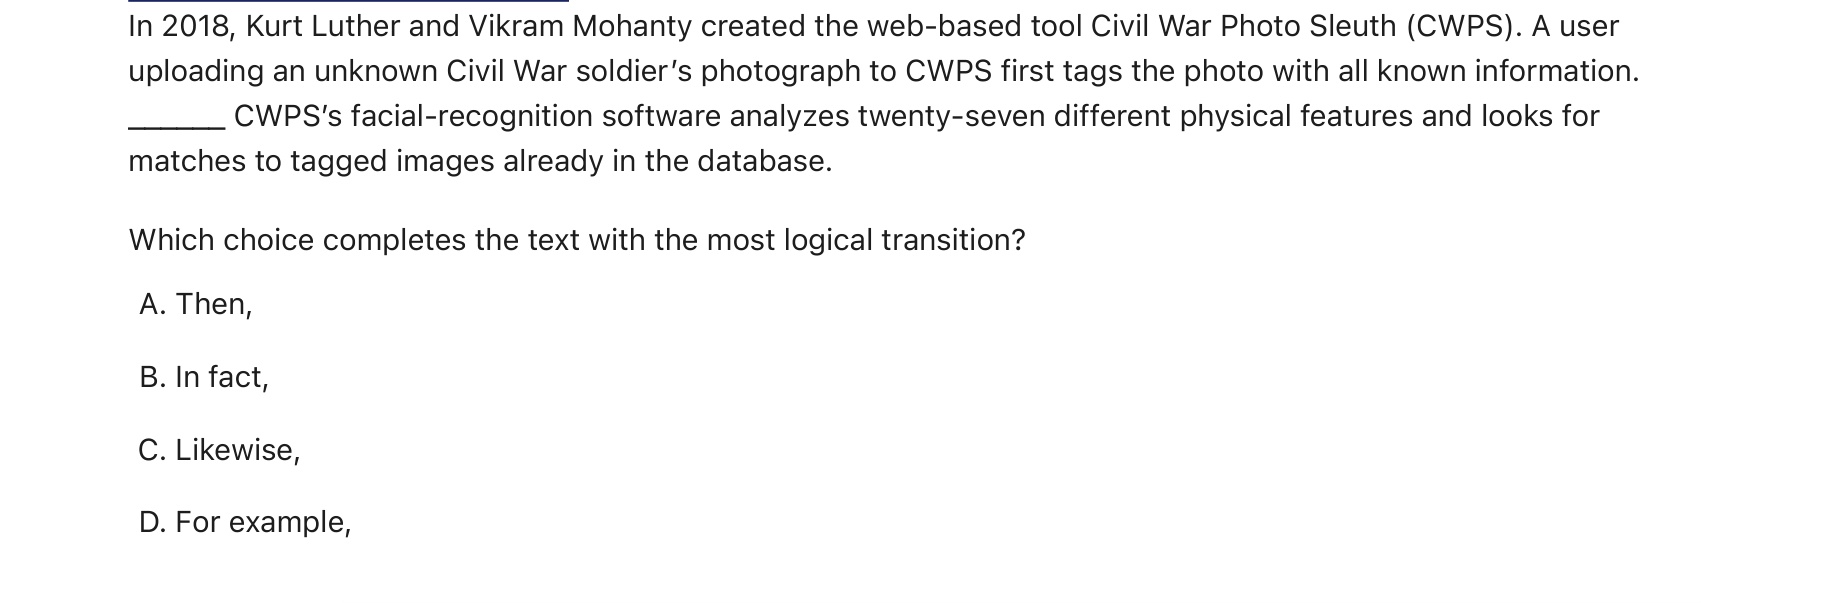 In 2018, Kurt Luther and Vikram Mohanty created the web-based tool Civil War Photo Sleuth (CWPS). A user
uploading an unknown Civil War soldier’s photograph to CWPS first tags the photo with all known information.
______ CWPS’s facial-recognition software analyzes twenty-seven different physical features and looks for
matches to tagged images already in the database.
Which choice completes the text with the most logical transition?
A. Then,
B. In fact,
C. Likewise,
D. For example,